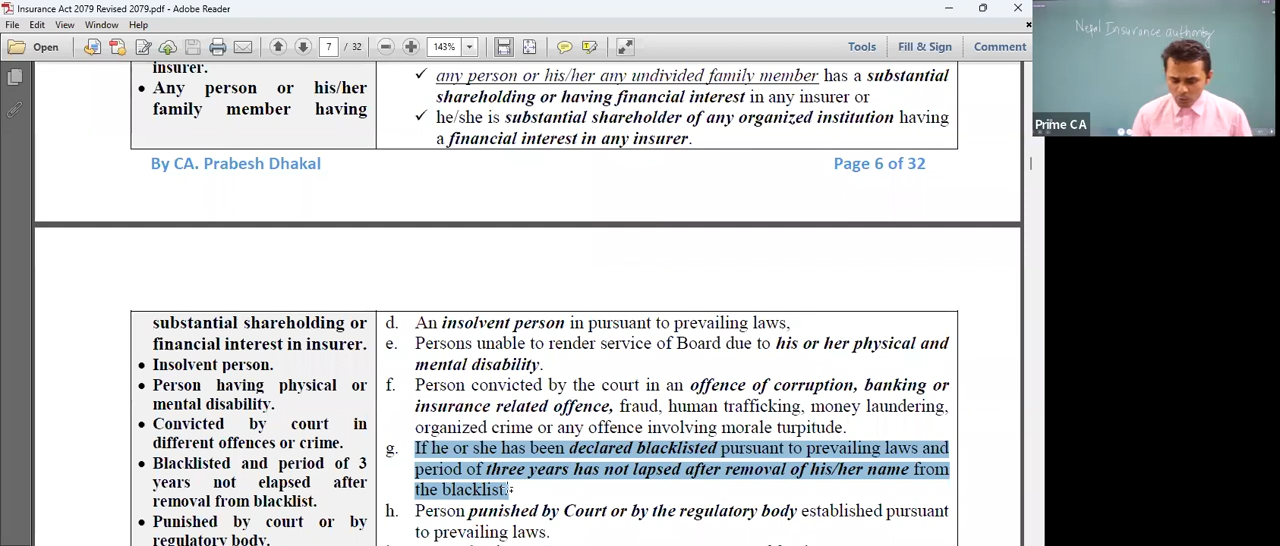 Insurance Act 2079 Revised 2079.pdf - Adobe Reader
File Edit View Window Help
Open 7 / 32 143% Tools Fill & Sign Comment
Nepal Insurance authority
Prime CA
insurer.
• Any person or his/her
family member having
✓ any person or his/her any undivided family member has a substantial
shareholding or having financial interest in any insurer or
✓ he/she is substantial shareholder of any organized institution having
a financial interest in any insurer.
By CA. Prabesh Dhakal Page 6 of 32
substantial shareholding or
financial interest in insurer.
• Insolvent person.
• Person having physical or
mental disability.
• Convicted by court in
different offences or crime.
• Blacklisted and period of 3
years not elapsed after
removal from blacklist.
• Punished by court or by
regulatory body.
d. An insolvent person in pursuant to prevailing laws,
e. Persons unable to render service of Board due to his or her physical and
mental disability.
f. Person convicted by the court in an offence of corruption, banking or
insurance related offence, fraud, human trafficking, money laundering,
organized crime or any offence involving morale turpitude.
g. If he or she has been declared blacklisted pursuant to prevailing laws and
period of three years has not lapsed after removal of his/her name from
the blacklist.
h. Person punished by Court or by the regulatory body established pursuant
to prevailing laws.